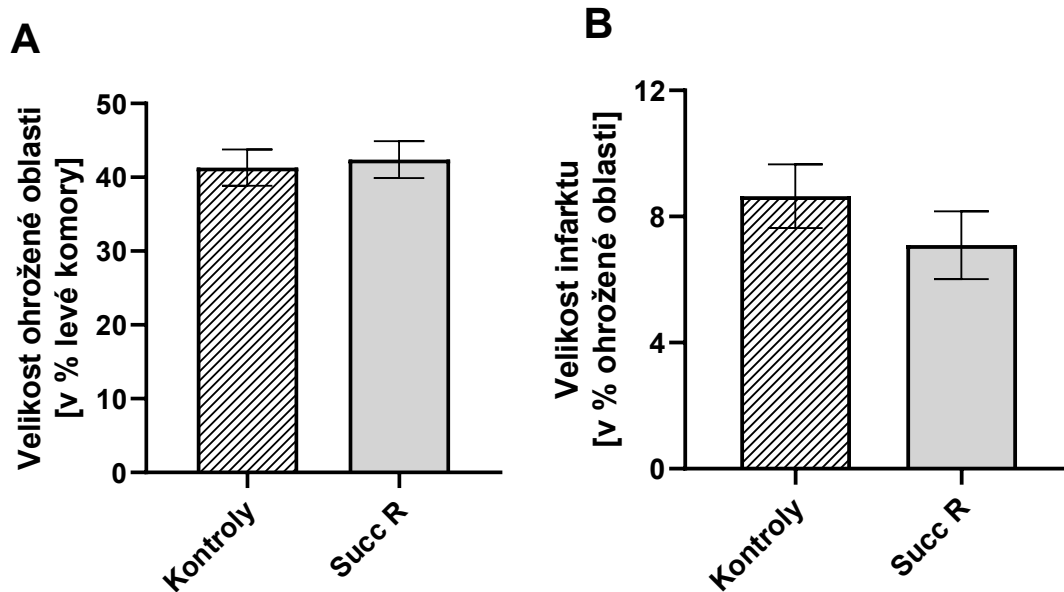 A
Velikost ohrožené oblasti
[v % levé komory]
50
40
30
20
10
0
Kontroly
Succ R
B
Velikost infarktu
[v % ohrožené oblasti]
12
8
4
0
Kontroly
Succ R